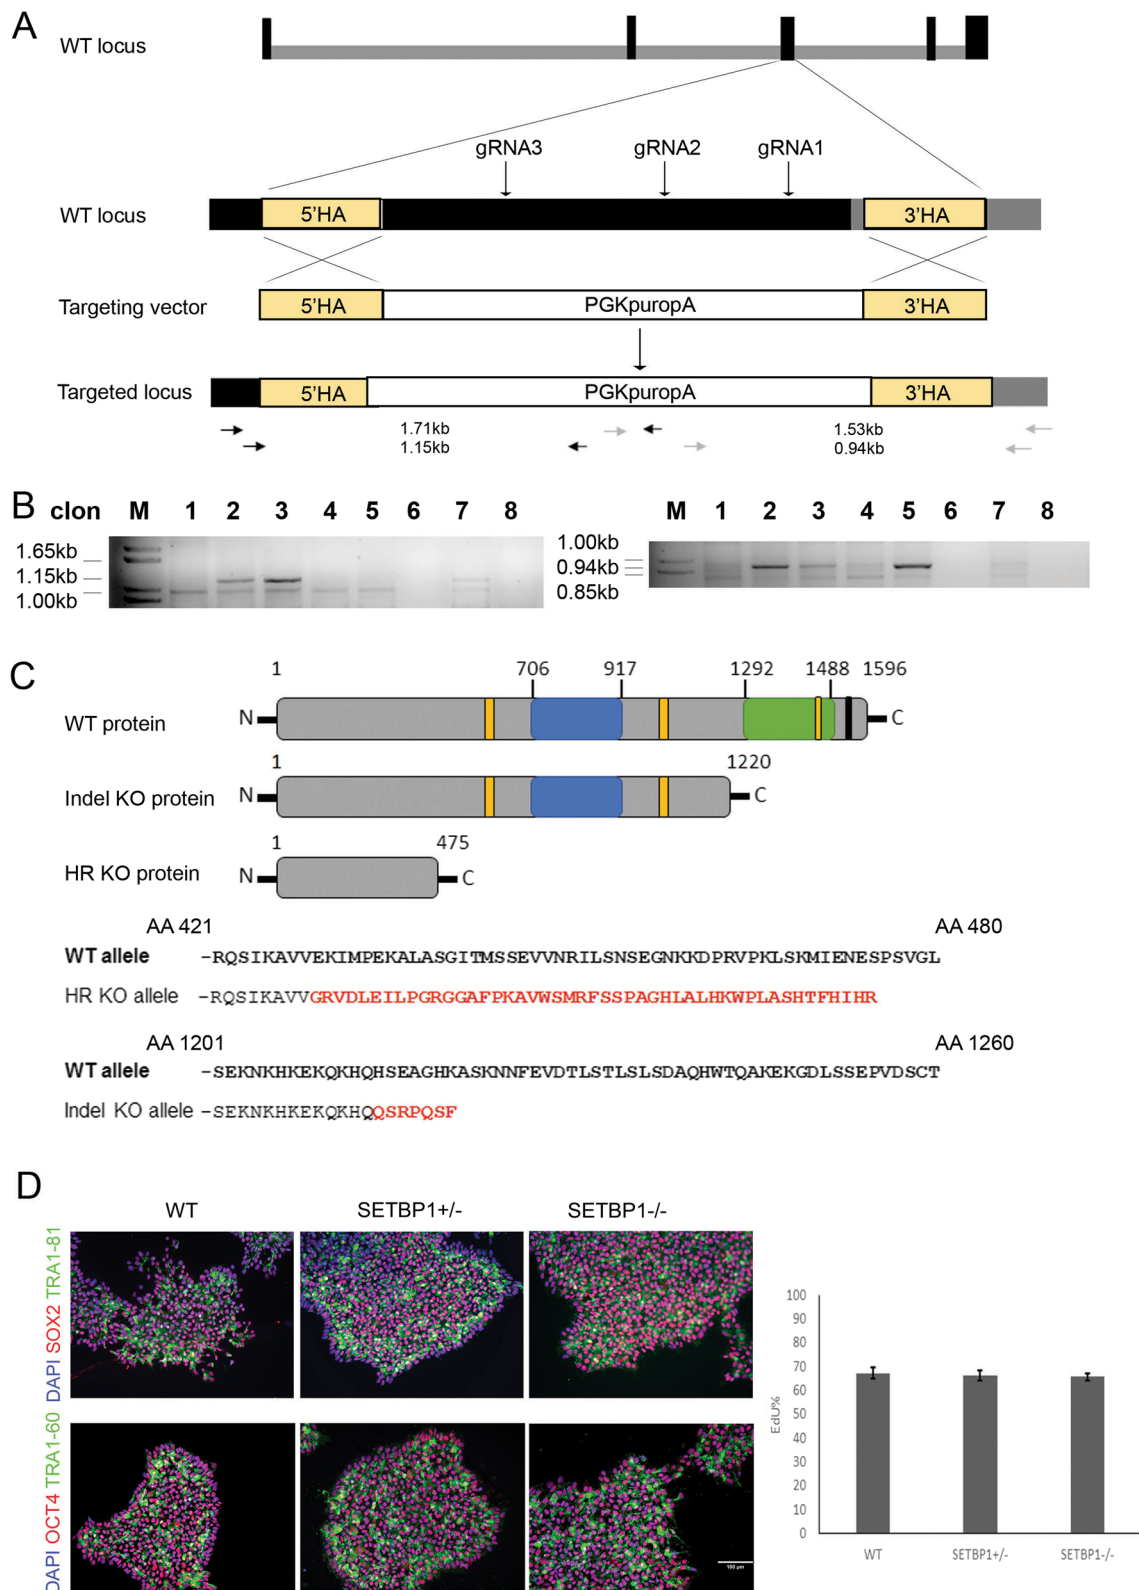 A
WT locus
gRNA3 gRNA2 gRNA1
WT locus
5'HA 3'HA
Targeting vector
5'HA PGKpuropA 3'HA
Targeted locus
5'HA PGKpuropA 3'HA
1.71kb 1.53kb
1.15kb 0.94kb
B
clon M 1 2 3 4 5 6 7 8
1.65kb
1.15kb
1.00kb
M 1 2 3 4 5 6 7 8
1.00kb
0.94kb
0.85kb
C
1 706 917 1292 1488 1596
WT protein N C
1 1220
Indel KO protein N C
1 475
HR KO protein N C
AA 421 AA 480
WT allele -RQSIKAVVEKIMPEKALASGITMSSEVVNRILSNSEGNKKDPRVPKLSKMIENESPSVGL
HR KO allele -RQSIKAVVGRVDLEILPGRGGAFPKAVWSMRFSSPAGHLALHKWPLASHTFHIHR
AA 1201 AA 1260
WT allele -SEKNKHKEKQKHQHSEAGHKASKNNFEVDTLSTLSLSDAQHWTQAKEKGDLSSEPVDSCT
Indel KO allele -SEKNKHKEKQKHQQSRPQSF
D
WT SETBP1+/- SETBP1-/-
DAPI SOX2 TRA1-81
DAPI OCT4 TRA1-60
100 µm
EdU%
100
90
80
70
60
50
40
30
20
10
0
WT SETBP1+/- SETBP1-/-